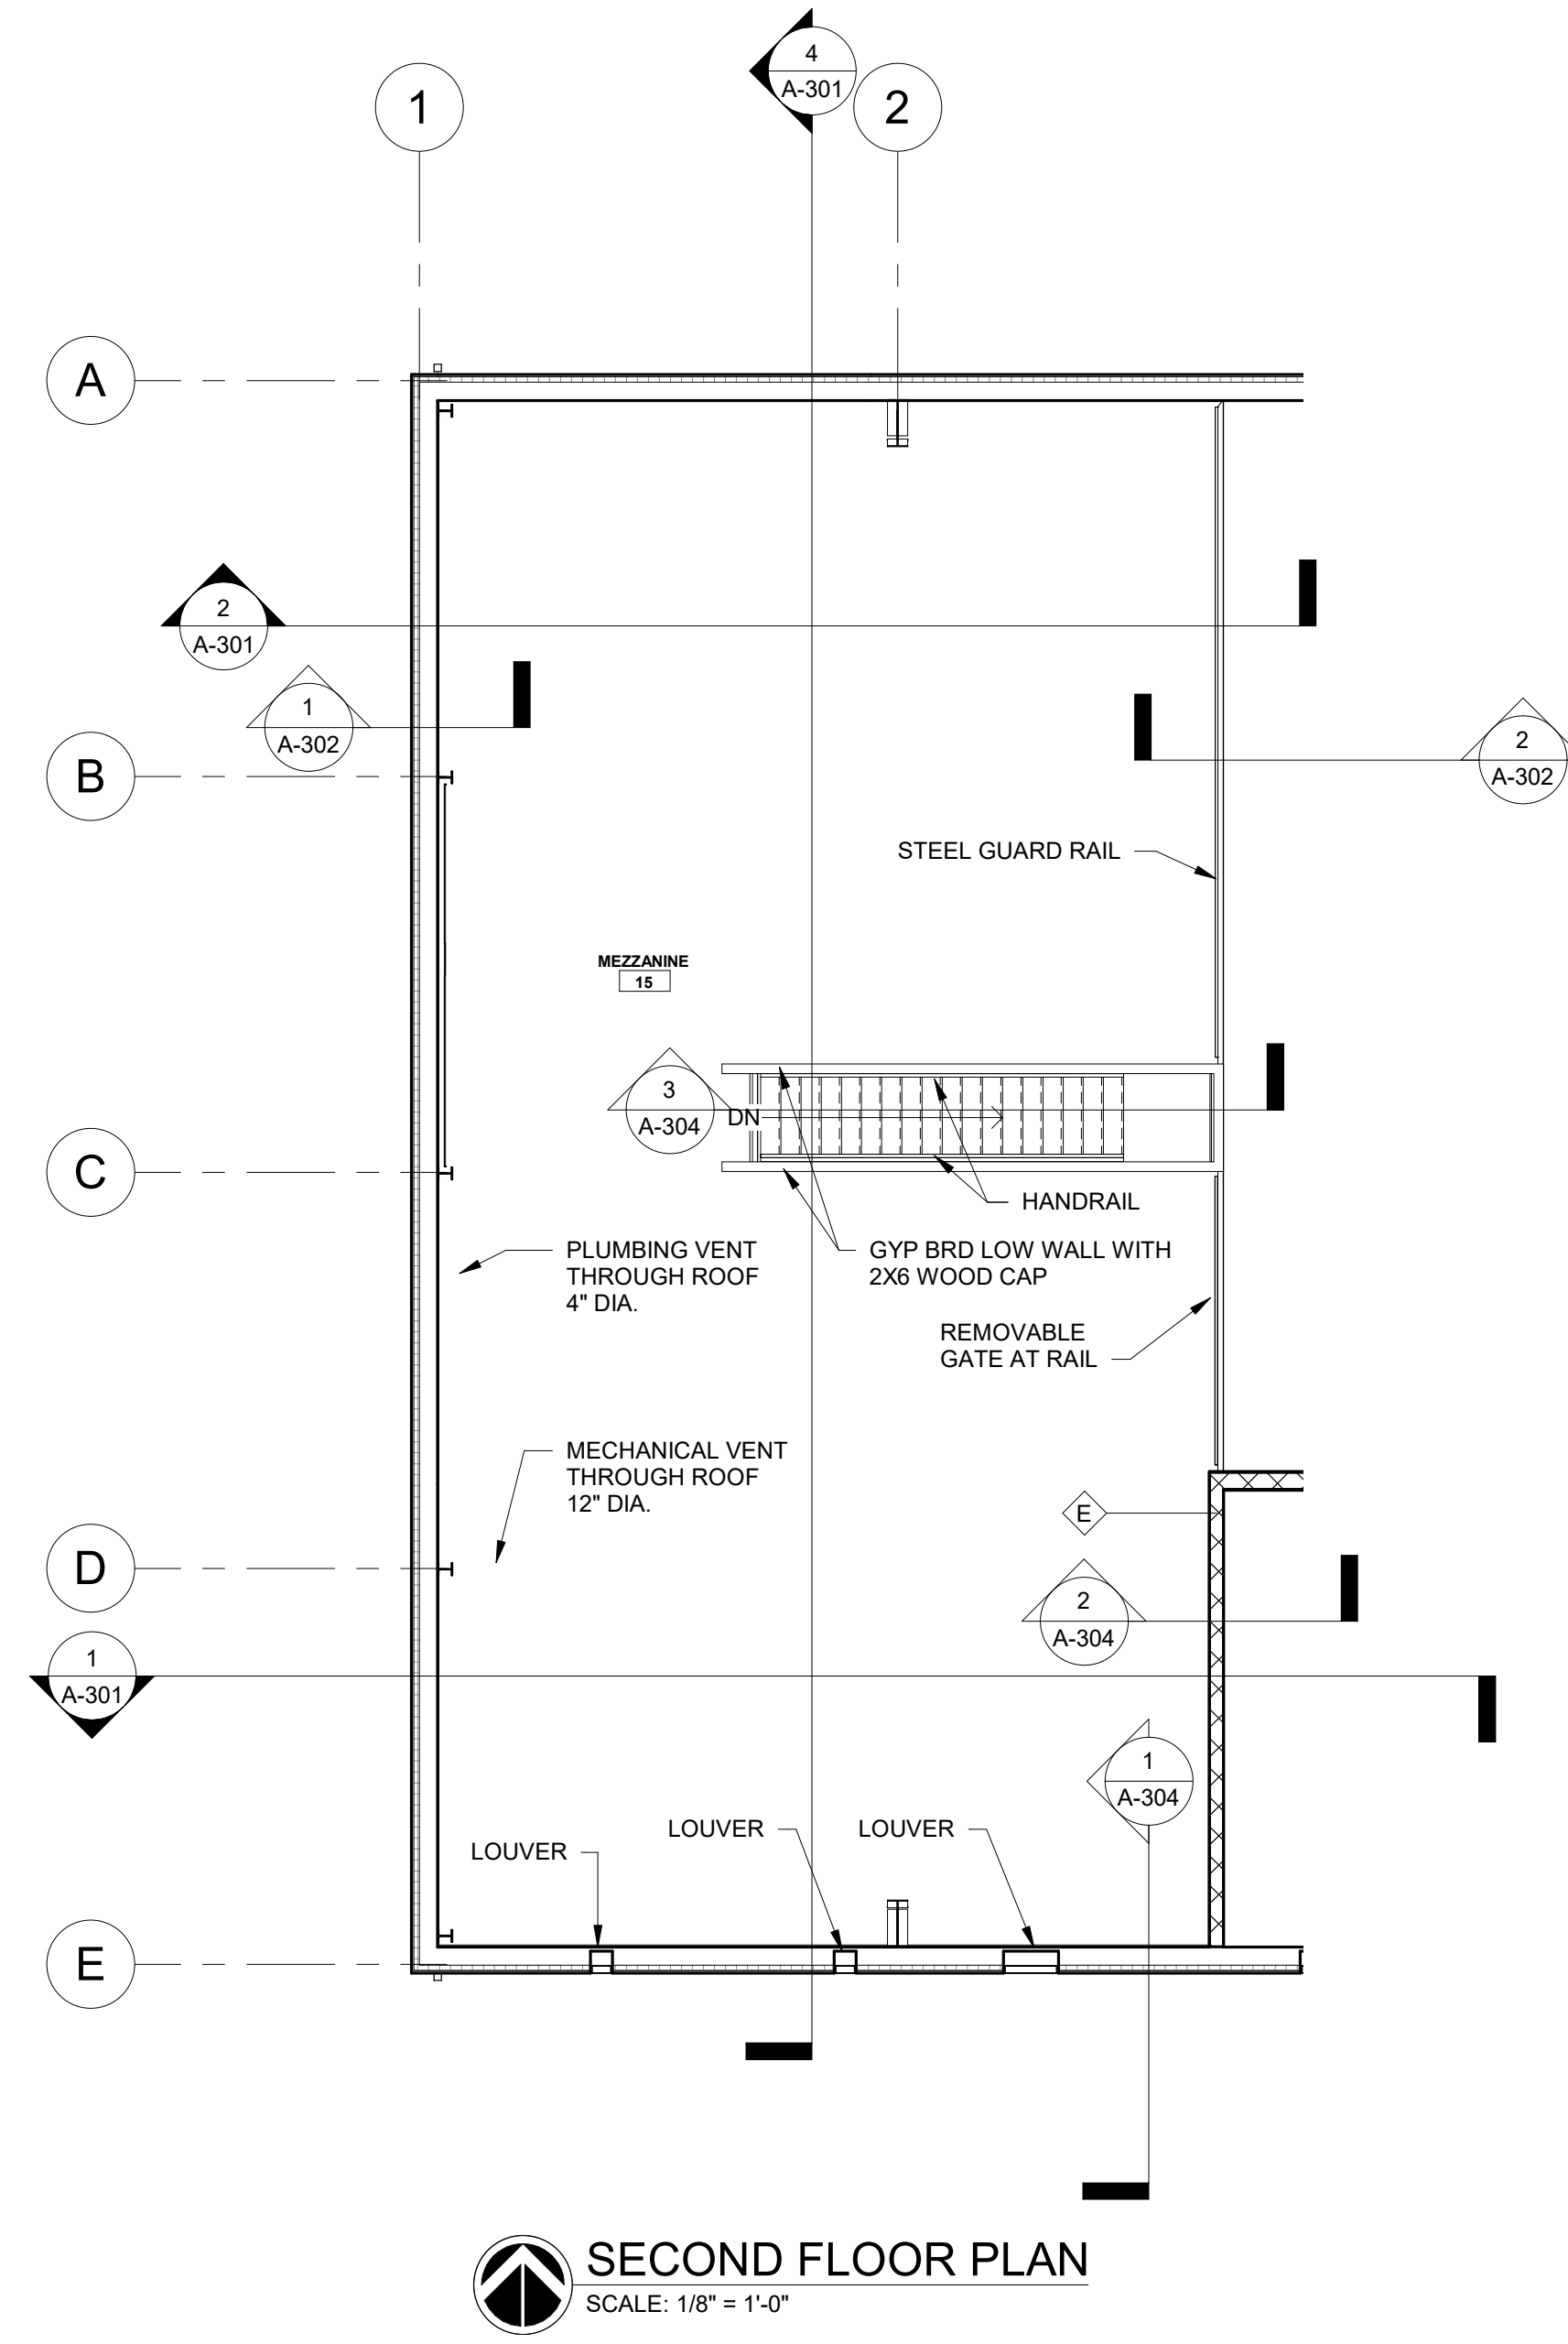 4
A-301
1
2
A
2
A-301
1
A-302
2
A-302
B
STEEL GUARD RAIL
MEZZANINE
15
3
A-304
DN
C
HANDRAIL
PLUMBING VENT
THROUGH ROOF
4" DIA.
GYP BRD LOW WALL WITH
2X6 WOOD CAP
REMOVABLE
GATE AT RAIL
MECHANICAL VENT
THROUGH ROOF
12" DIA.
E
D
2
A-304
1
A-301
1
A-304
LOUVER
LOUVER
LOUVER
E
SECOND FLOOR PLAN
SCALE: 1/8" = 1'-0"